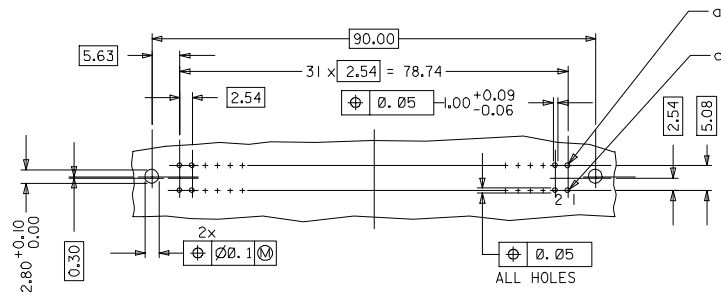 a
90.00
5.63
31 x 2.54 = 78.74
c
2.54
⌖ 0.05
1.00 +0.09 -0.06
2.54
5.08
2 1
2.80 +0.10 0.00
0.30
2x
⌖ Ø0.1 Ⓜ
⌖ 0.05
ALL HOLES